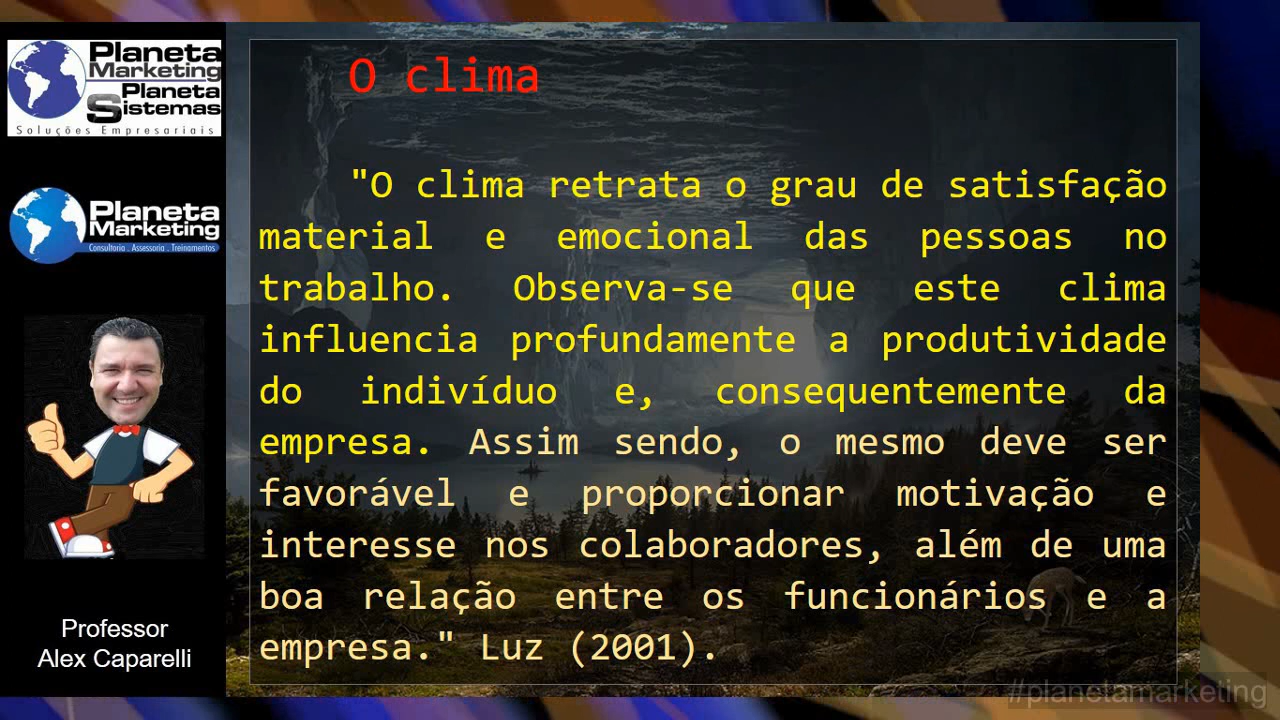 Planeta
Marketing
Planeta
Sistemas
Soluções Empresariais
Planeta
Marketing
Consultoria . Assessoria . Treinamentos
Professor
Alex Caparelli
O clima
"O clima retrata o grau de satisfação
material e emocional das pessoas no
trabalho. Observa-se que este clima
influencia profundamente a produtividade
do indivíduo e, consequentemente da
empresa. Assim sendo, o mesmo deve ser
favorável e proporcionar motivação e
interesse nos colaboradores, além de uma
boa relação entre os funcionários e a
empresa." Luz (2001).
#planetamarketing